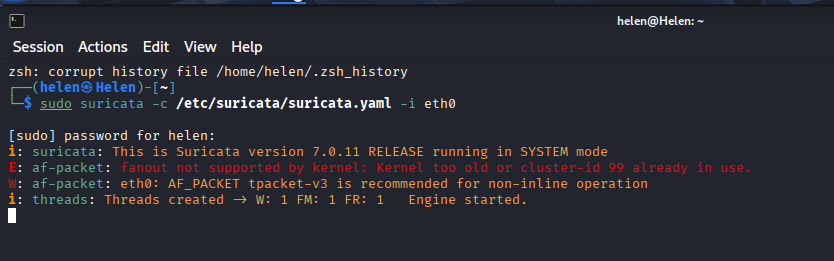 helen@Helen: ~
Session Actions Edit View Help
zsh: corrupt history file /home/helen/.zsh_history
┌──(helen㉿Helen)-[~]
└─$ sudo suricata -c /etc/suricata/suricata.yaml -i eth0
[sudo] password for helen:
i: suricata: This is Suricata version 7.0.11 RELEASE running in SYSTEM mode
E: af-packet: fanout not supported by kernel: Kernel too old or cluster-id 99 already in use.
W: af-packet: eth0: AF_PACKET tpacket-v3 is recommended for non-inline operation
i: threads: Threads created -> W: 1 FM: 1 FR: 1   Engine started.